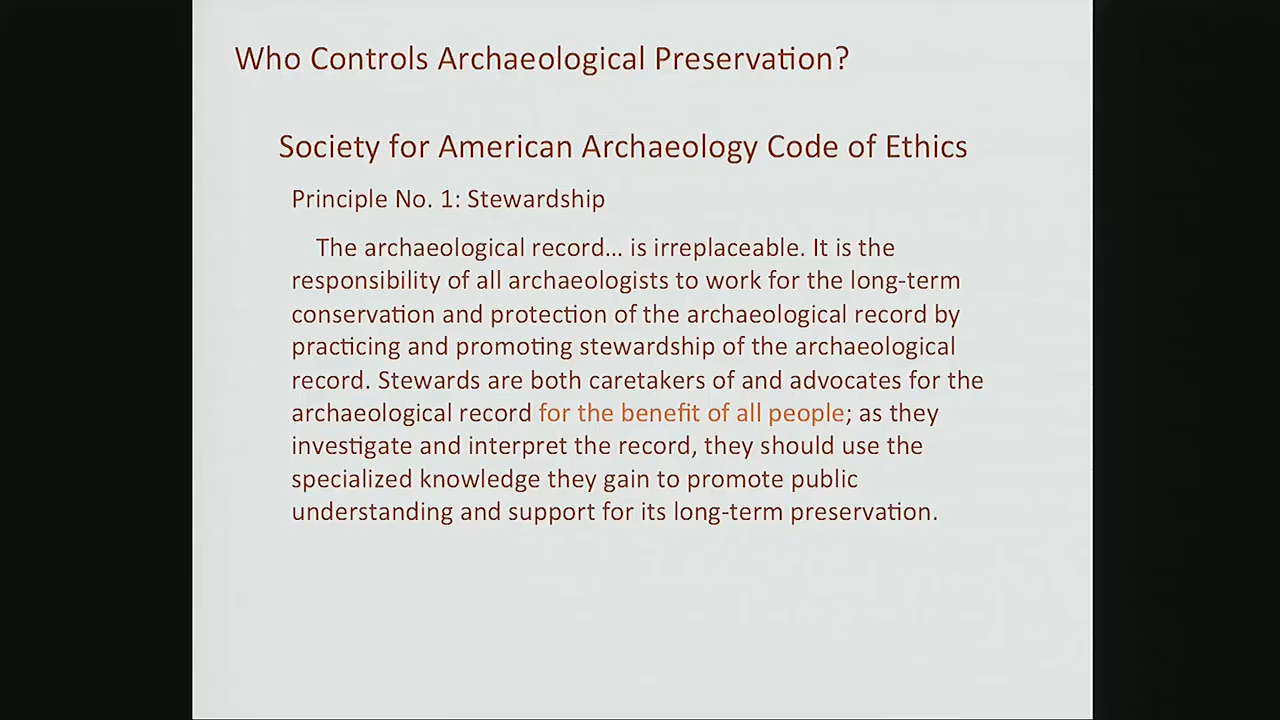 Who Controls Archaeological Preservation?
Society for American Archaeology Code of Ethics
Principle No. 1: Stewardship
The archaeological record... is irreplaceable. It is the
responsibility of all archaeologists to work for the long-term
conservation and protection of the archaeological record by
practicing and promoting stewardship of the archaeological
record. Stewards are both caretakers of and advocates for the
archaeological record for the benefit of all people; as they
investigate and interpret the record, they should use the
specialized knowledge they gain to promote public
understanding and support for its long-term preservation.